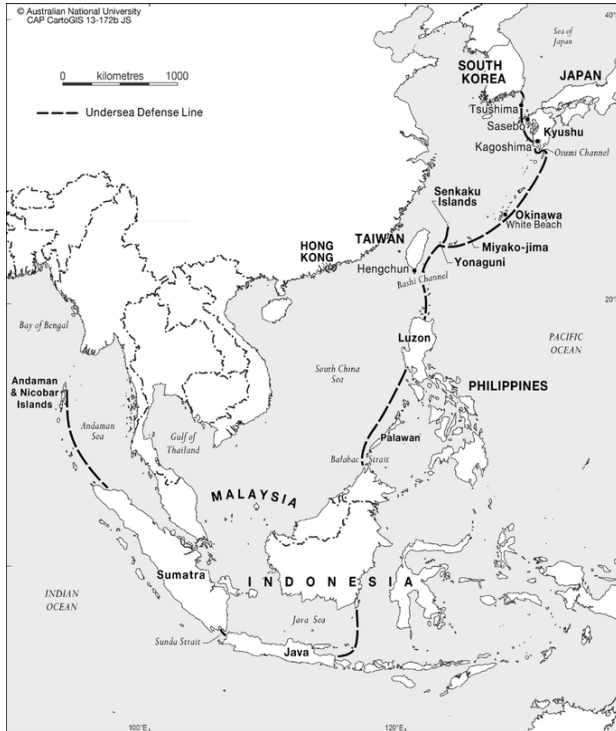 © Australian National University
CAP CartoGIS 13-172b JS
40°
Sea of
Japan
SOUTH
KOREA
JAPAN
0 kilometres 1000
Undersea Defense Line
Tsushima
Sasebo
Kyushu
Kagoshima
Osumi Channel
Senkaku
Islands
Okinawa
White Beach
TAIWAN
HONG
KONG
Miyako-jima
Yonaguni
Hengchun
Bashi Channel
20°
Bay of Bengal
Luzon
PACIFIC
OCEAN
South China
Sea
Andaman
& Nicobar
Islands
PHILIPPINES
Andaman
Sea
Gulf of
Thailand
Palawan
Balabac Strait
MALAYSIA
Sumatra
INDONESIA
INDIAN
OCEAN
Java Sea
Sunda Strait
Java
100°E
120°E